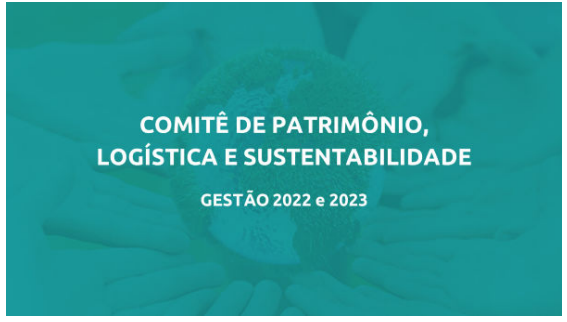 COMITÊ DE PATRIMÔNIO,
LOGÍSTICA E SUSTENTABILIDADE
GESTÃO 2022 e 2023